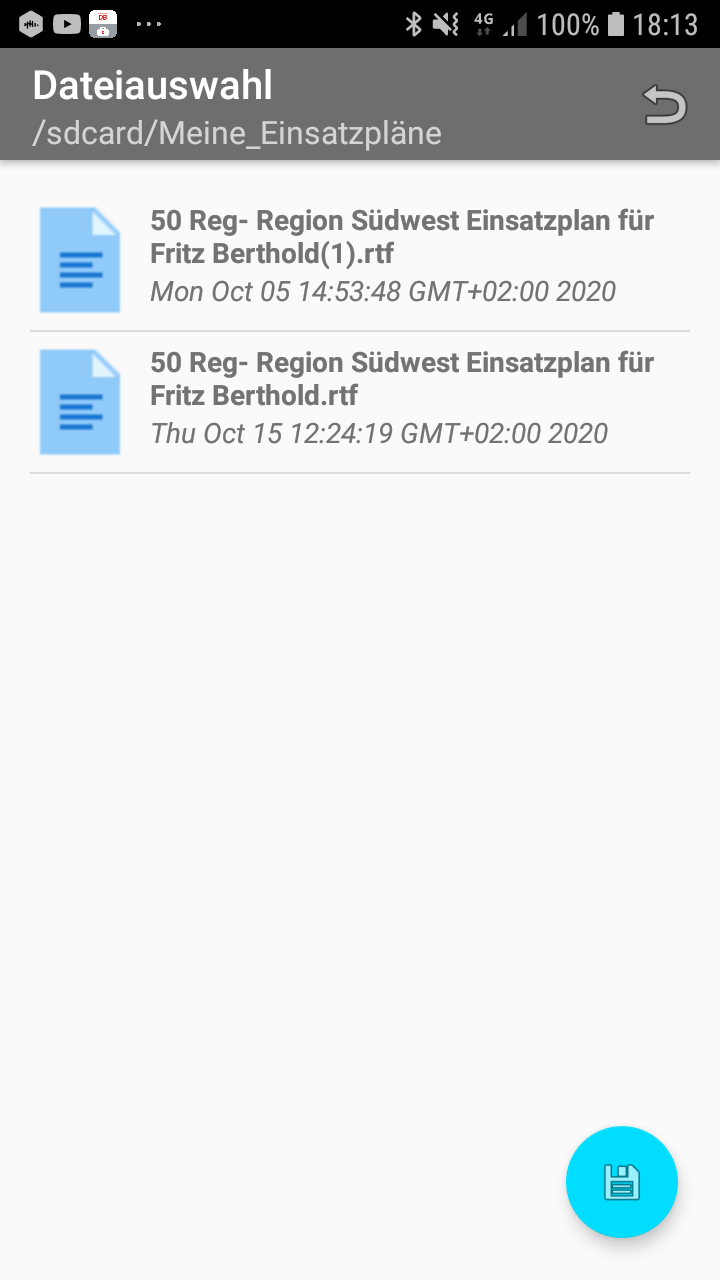 4G 100% 18:13
Dateiauswahl
/sdcard/Meine_Einsatzpläne
50 Reg- Region Südwest Einsatzplan für
Fritz Berthold(1).rtf
Mon Oct 05 14:53:48 GMT+02:00 2020
50 Reg- Region Südwest Einsatzplan für
Fritz Berthold.rtf
Thu Oct 15 12:24:19 GMT+02:00 2020